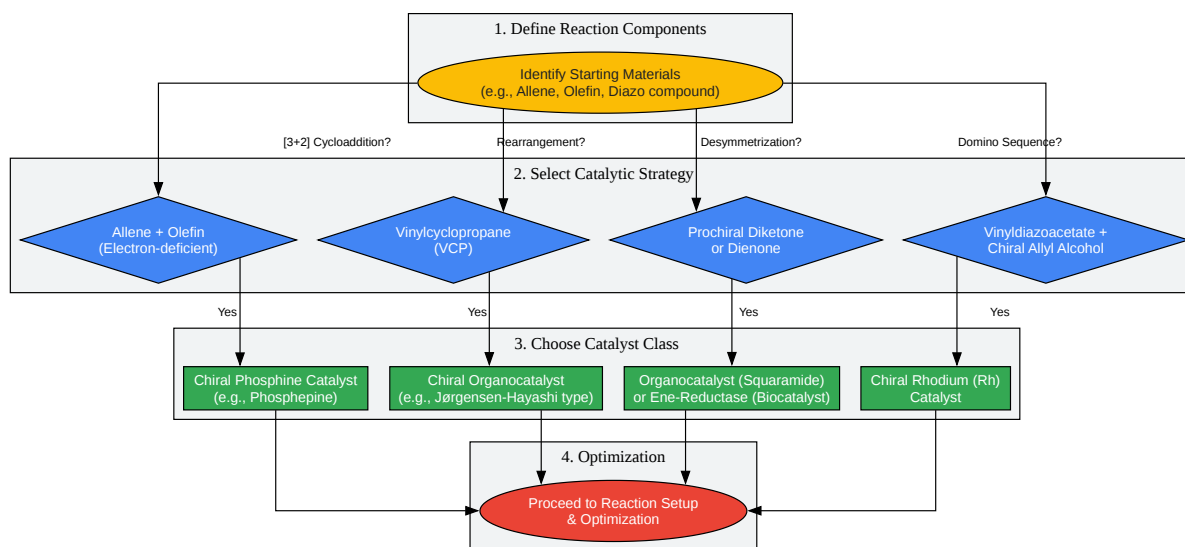 1. Define Reaction Components
Identify Starting Materials
(e.g., Allene, Olefin, Diazo compound)
[3+2] Cycloaddition?
Rearrangement?
Desymmetrization?
Domino Sequence?
2. Select Catalytic Strategy
Allene + Olefin
(Electron-deficient)
Vinylcyclopropane
(VCP)
Prochiral Diketone
or Dienone
Vinyldiazoacetate +
Chiral Allyl Alcohol
Yes
Yes
Yes
Yes
3. Choose Catalyst Class
Chiral Phosphine Catalyst
(e.g., Phosphepine)
Chiral Organocatalyst
(e.g., Jørgensen-Hayashi type)
Organocatalyst (Squaramide)
or Ene-Reductase (Biocatalyst)
Chiral Rhodium (Rh)
Catalyst
4. Optimization
Proceed to Reaction Setup
& Optimization